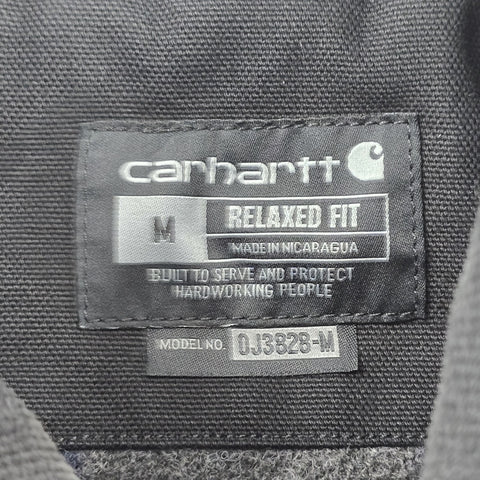 carhartt
M RELAXED FIT
MADE IN NICARAGUA
BUILT TO SERVE AND PROTECT
HARDWORKING PEOPLE
MODEL NO. OJ3828-M